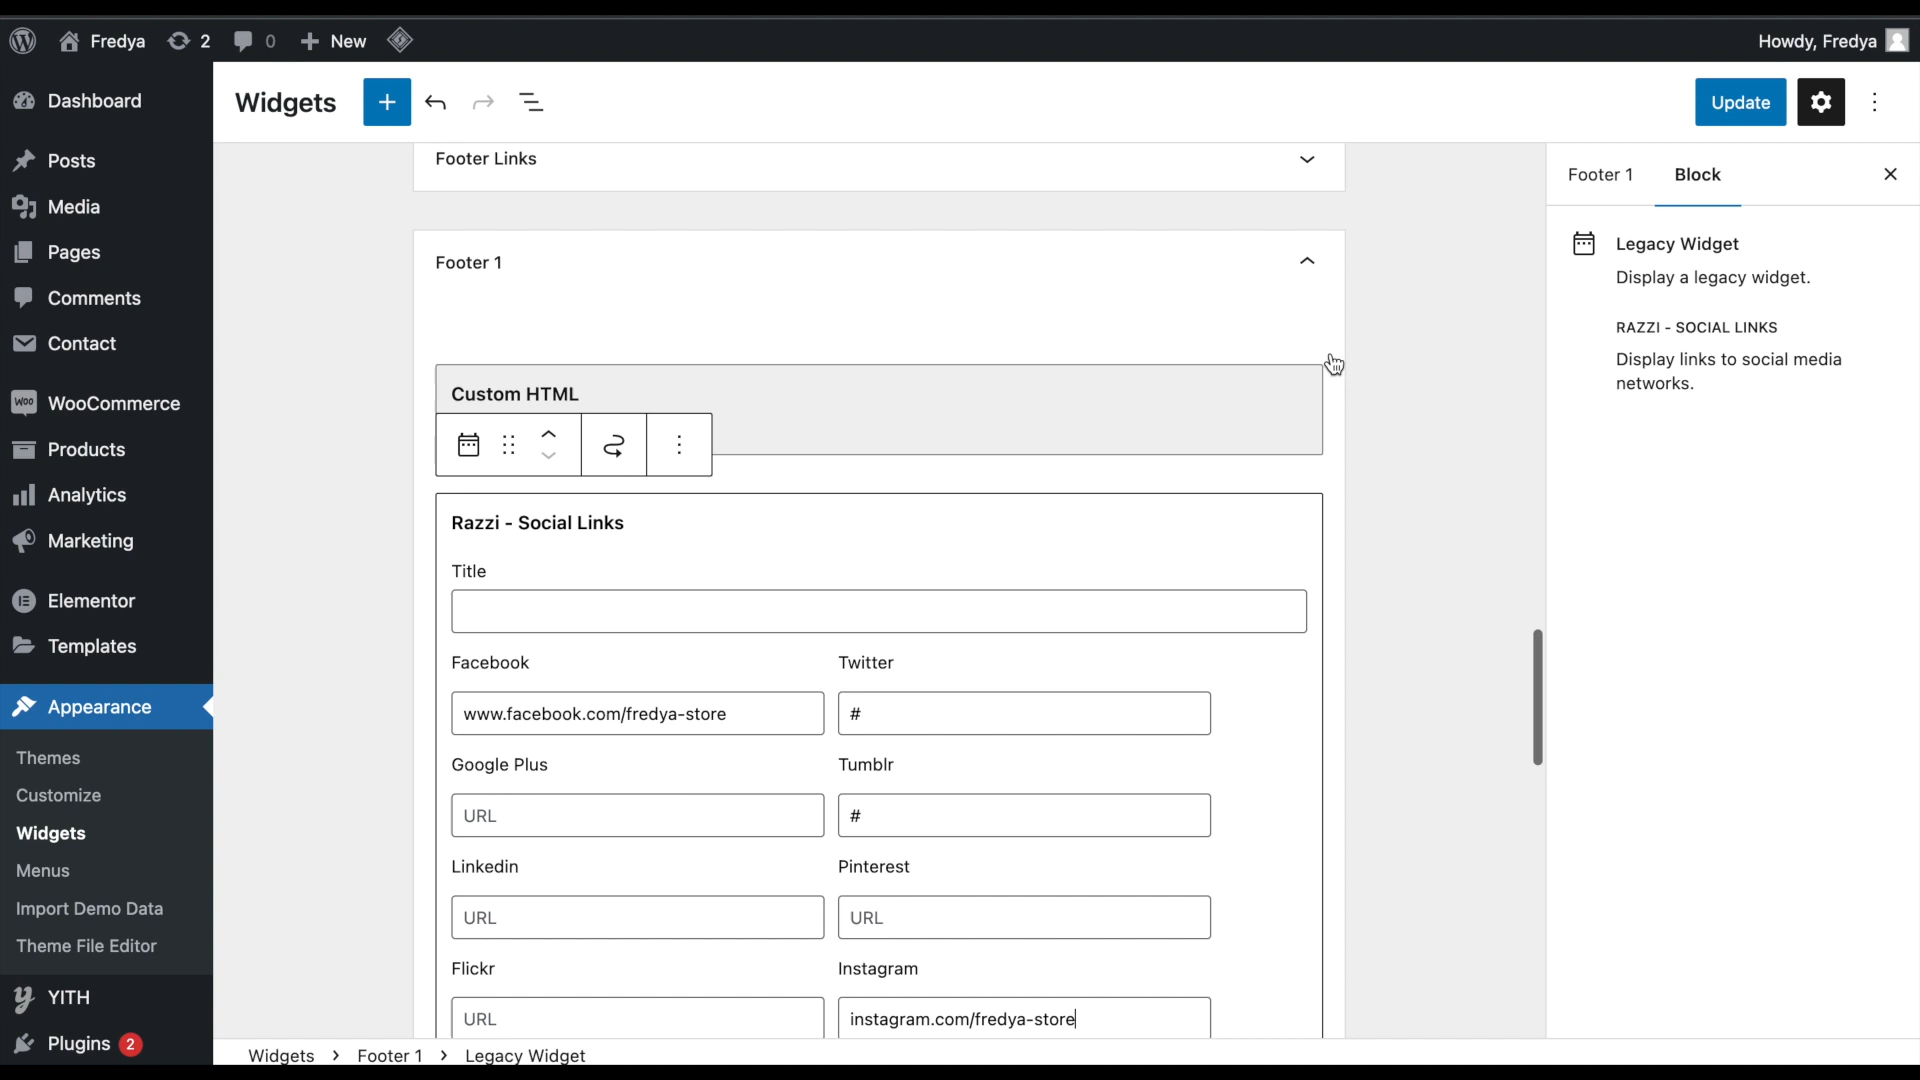 Fredya
2
0
New
Howdy, Fredya
Dashboard
Posts
Media
Pages
Comments
Contact
WooCommerce
Products
Analytics
Marketing
Elementor
Templates
Appearance
Themes
Customize
Widgets
Menus
Import Demo Data
Theme File Editor
YITH
Plugins 2
Widgets
Update
Footer Links
Footer 1
Custom HTML
Razzi - Social Links
Title
Facebook
Twitter
www.facebook.com/fredya-store
#
Google Plus
Tumblr
URL
#
Linkedin
Pinterest
URL
URL
Flickr
Instagram
URL
instagram.com/fredya-store
Widgets > Footer 1 > Legacy Widget
Footer 1
Block
Legacy Widget
Display a legacy widget.
RAZZI - SOCIAL LINKS
Display links to social media
networks.